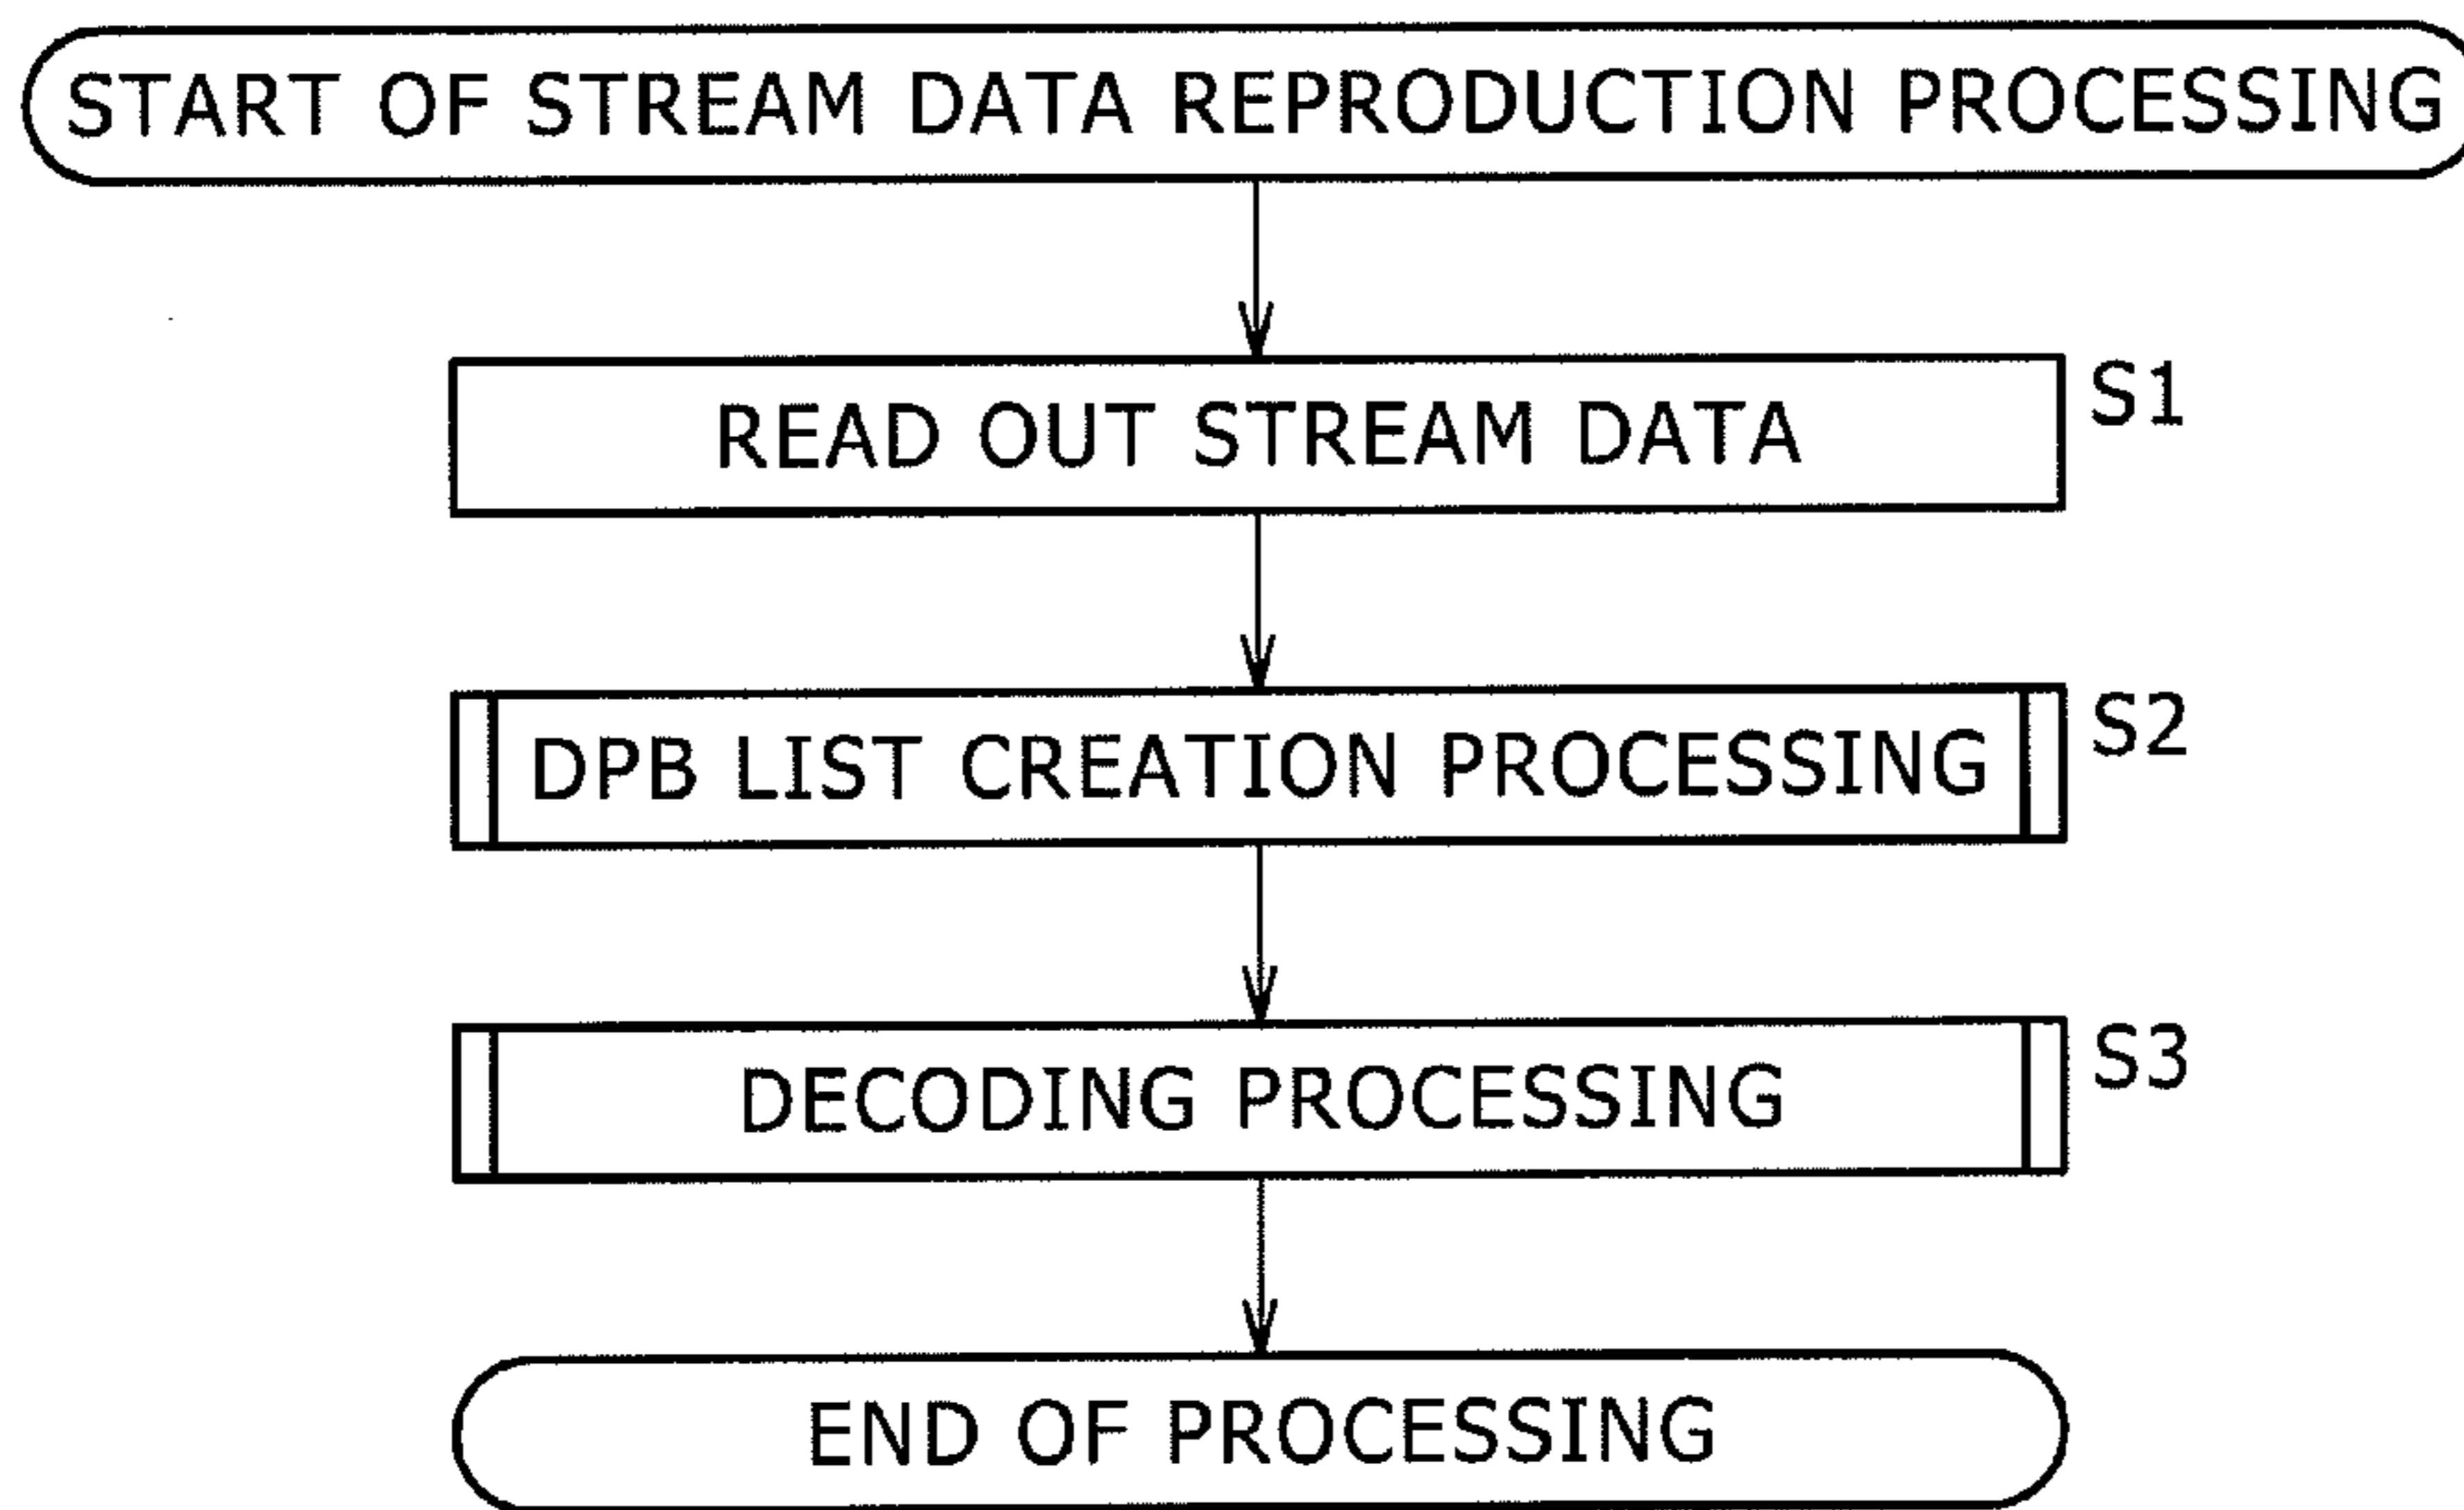 START OF STREAM DATA REPRODUCTION PROCESSING
READ OUT STREAM DATA S1
DPB LIST CREATION PROCESSING S2
DECODING PROCESSING S3
END OF PROCESSING